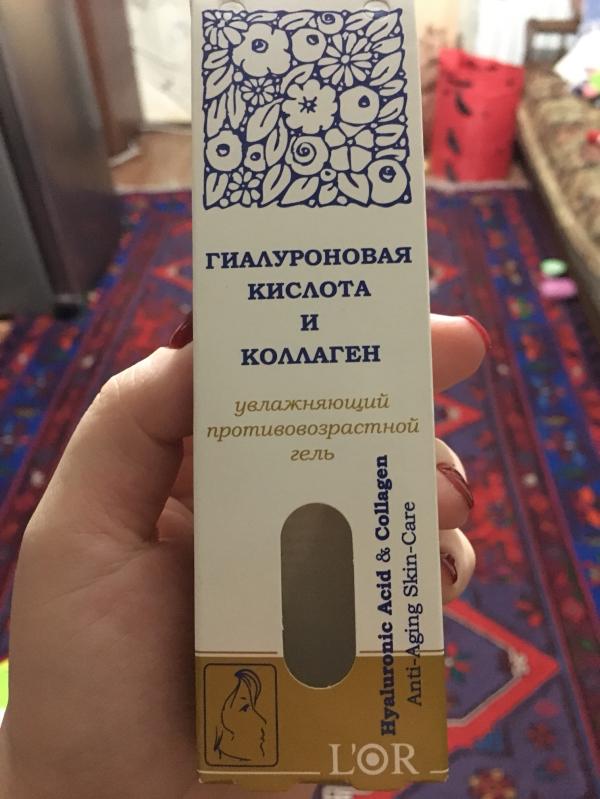 ГИАЛУРОНОВАЯ
КИСЛОТА
И
КОЛЛАГЕН
увлажняющий
противовозрастной
гель
Hyaluronic Acid & Collagen
Anti-Aging Skin-Care
L'OR